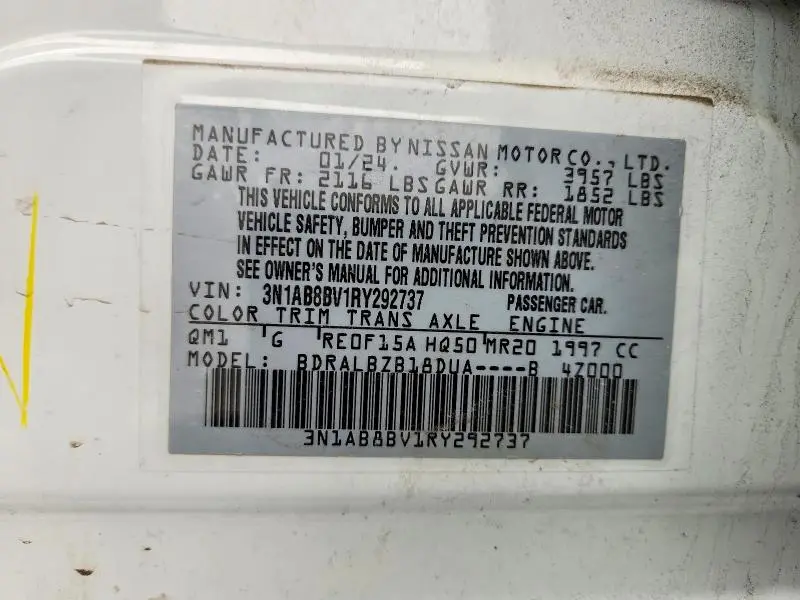 MANUFACTURED BY NISSAN MOTOR CO., LTD.
DATE: 01/24. GVWR: 3957 LBS
GAWR FR: 2116 LBS GAWR RR: 1852 LBS
THIS VEHICLE CONFORMS TO ALL APPLICABLE FEDERAL MOTOR
VEHICLE SAFETY, BUMPER AND THEFT PREVENTION STANDARDS
IN EFFECT ON THE DATE OF MANUFACTURE SHOWN ABOVE.
SEE OWNER'S MANUAL FOR ADDITIONAL INFORMATION.
VIN: 3N1AB8BV1RY292737 PASSENGER CAR.
COLOR TRIM TRANS AXLE ENGINE
QM1 G RE0F15A HQ50 MR20 1997 CC
MODEL: BDRALBZB18DUA----B 4Z000
3N1AB8BV1RY292737